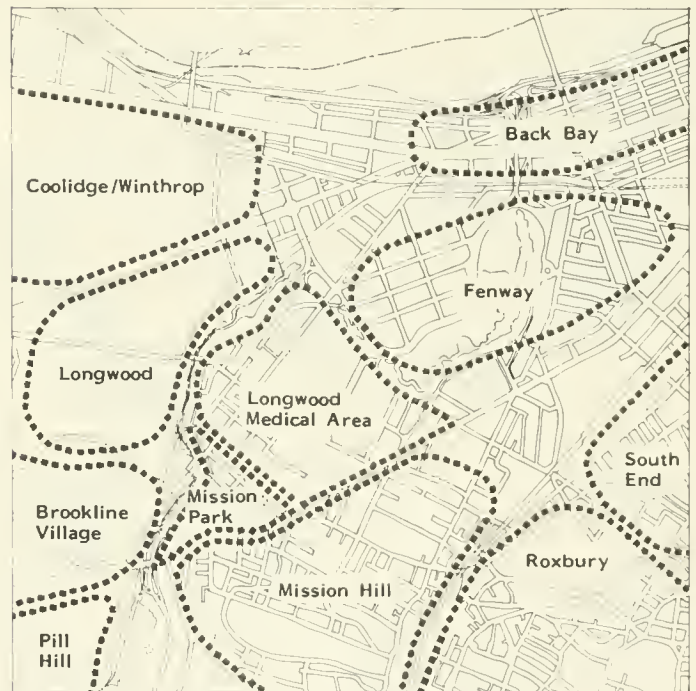 Back Bay
Coolidge/Winthrop
Fenway
Longwood
Longwood
Medical Area
South
End
Mission
Park
Brookline
Village
Roxbury
Mission Hill
Pill
Hill